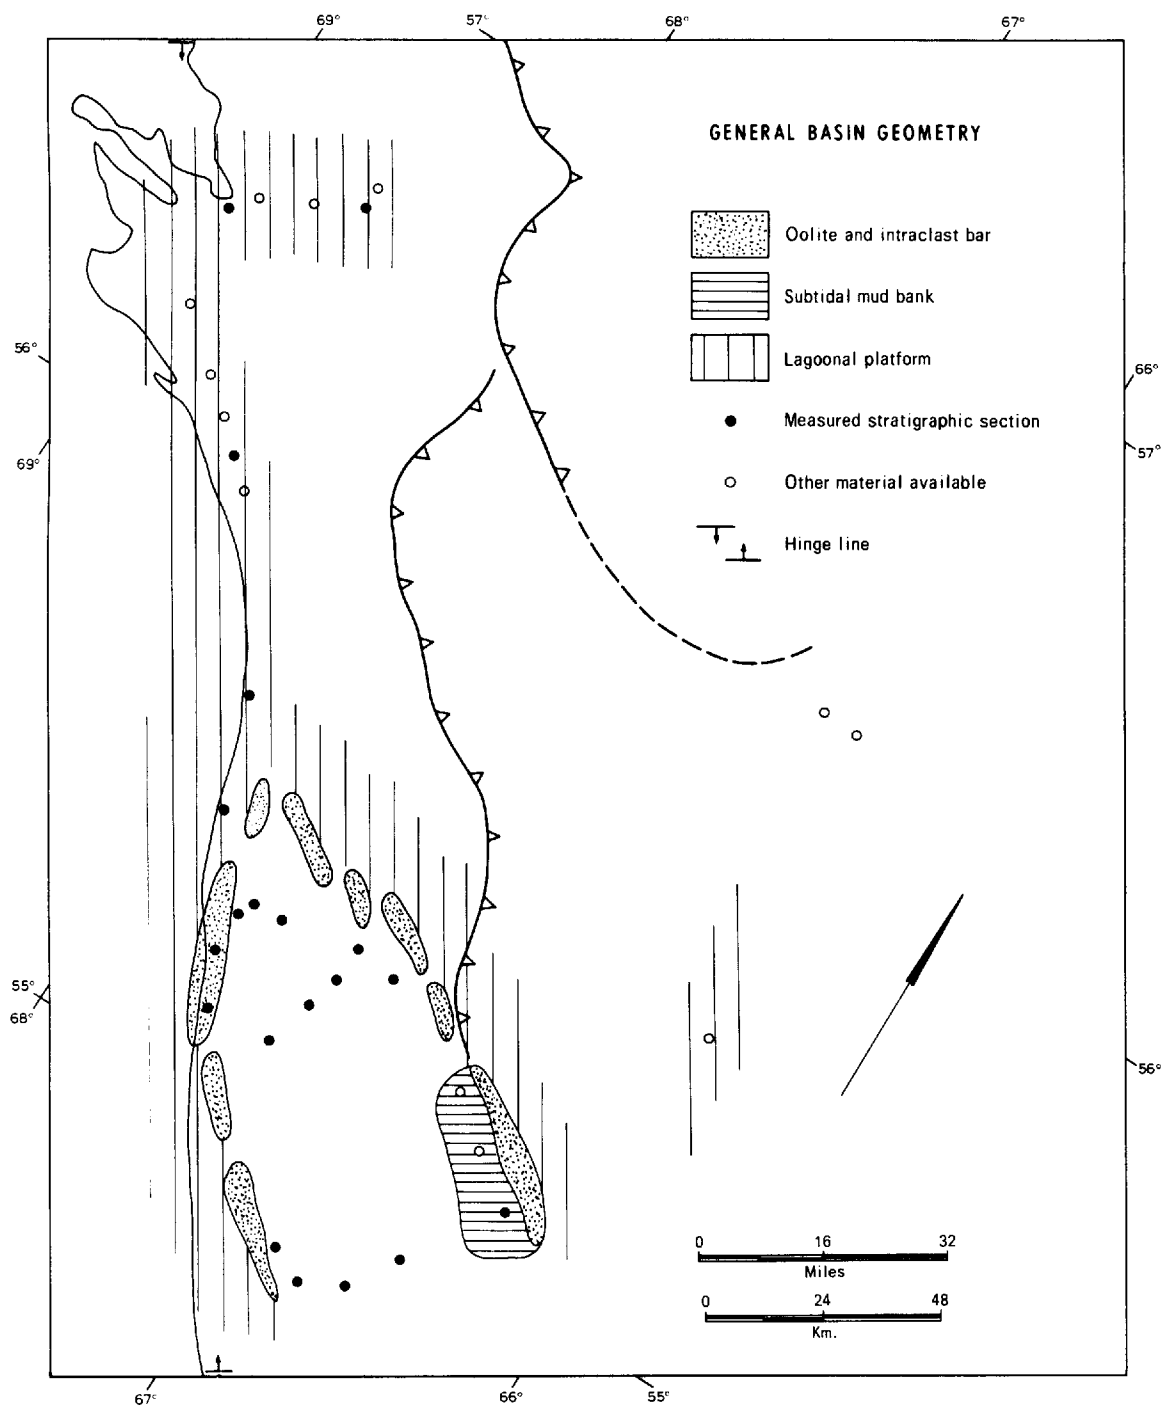 69° 57° 68° 67°
GENERAL BASIN GEOMETRY
Oolite and intraclast bar
Subtidal mud bank
Lagoonal platform
Measured stratigraphic section
Other material available
Hinge line
56°
69°
66°
57°
55°
68°
56°
0 16 32
Miles
0 24 48
Km.
67° 66° 55°